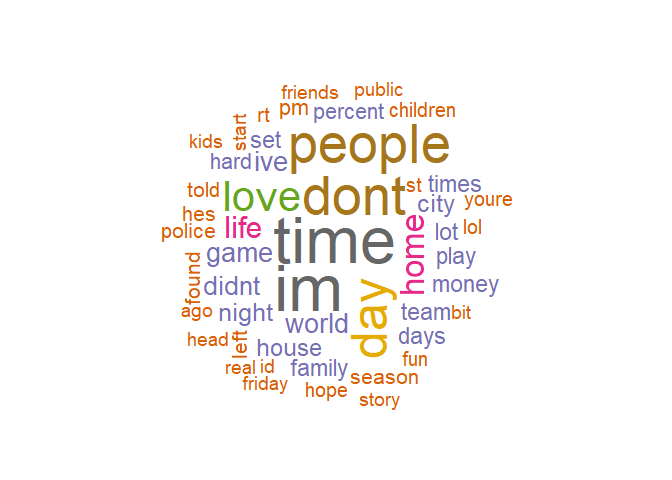 friends public
rt pm percent children
start
kids set people
hard ive
told love dont st times
hes city youre
police life time home lot lol
game play
found didnt im day money
ago night world team bit
head left house days
real id family fun
friday hope season
story